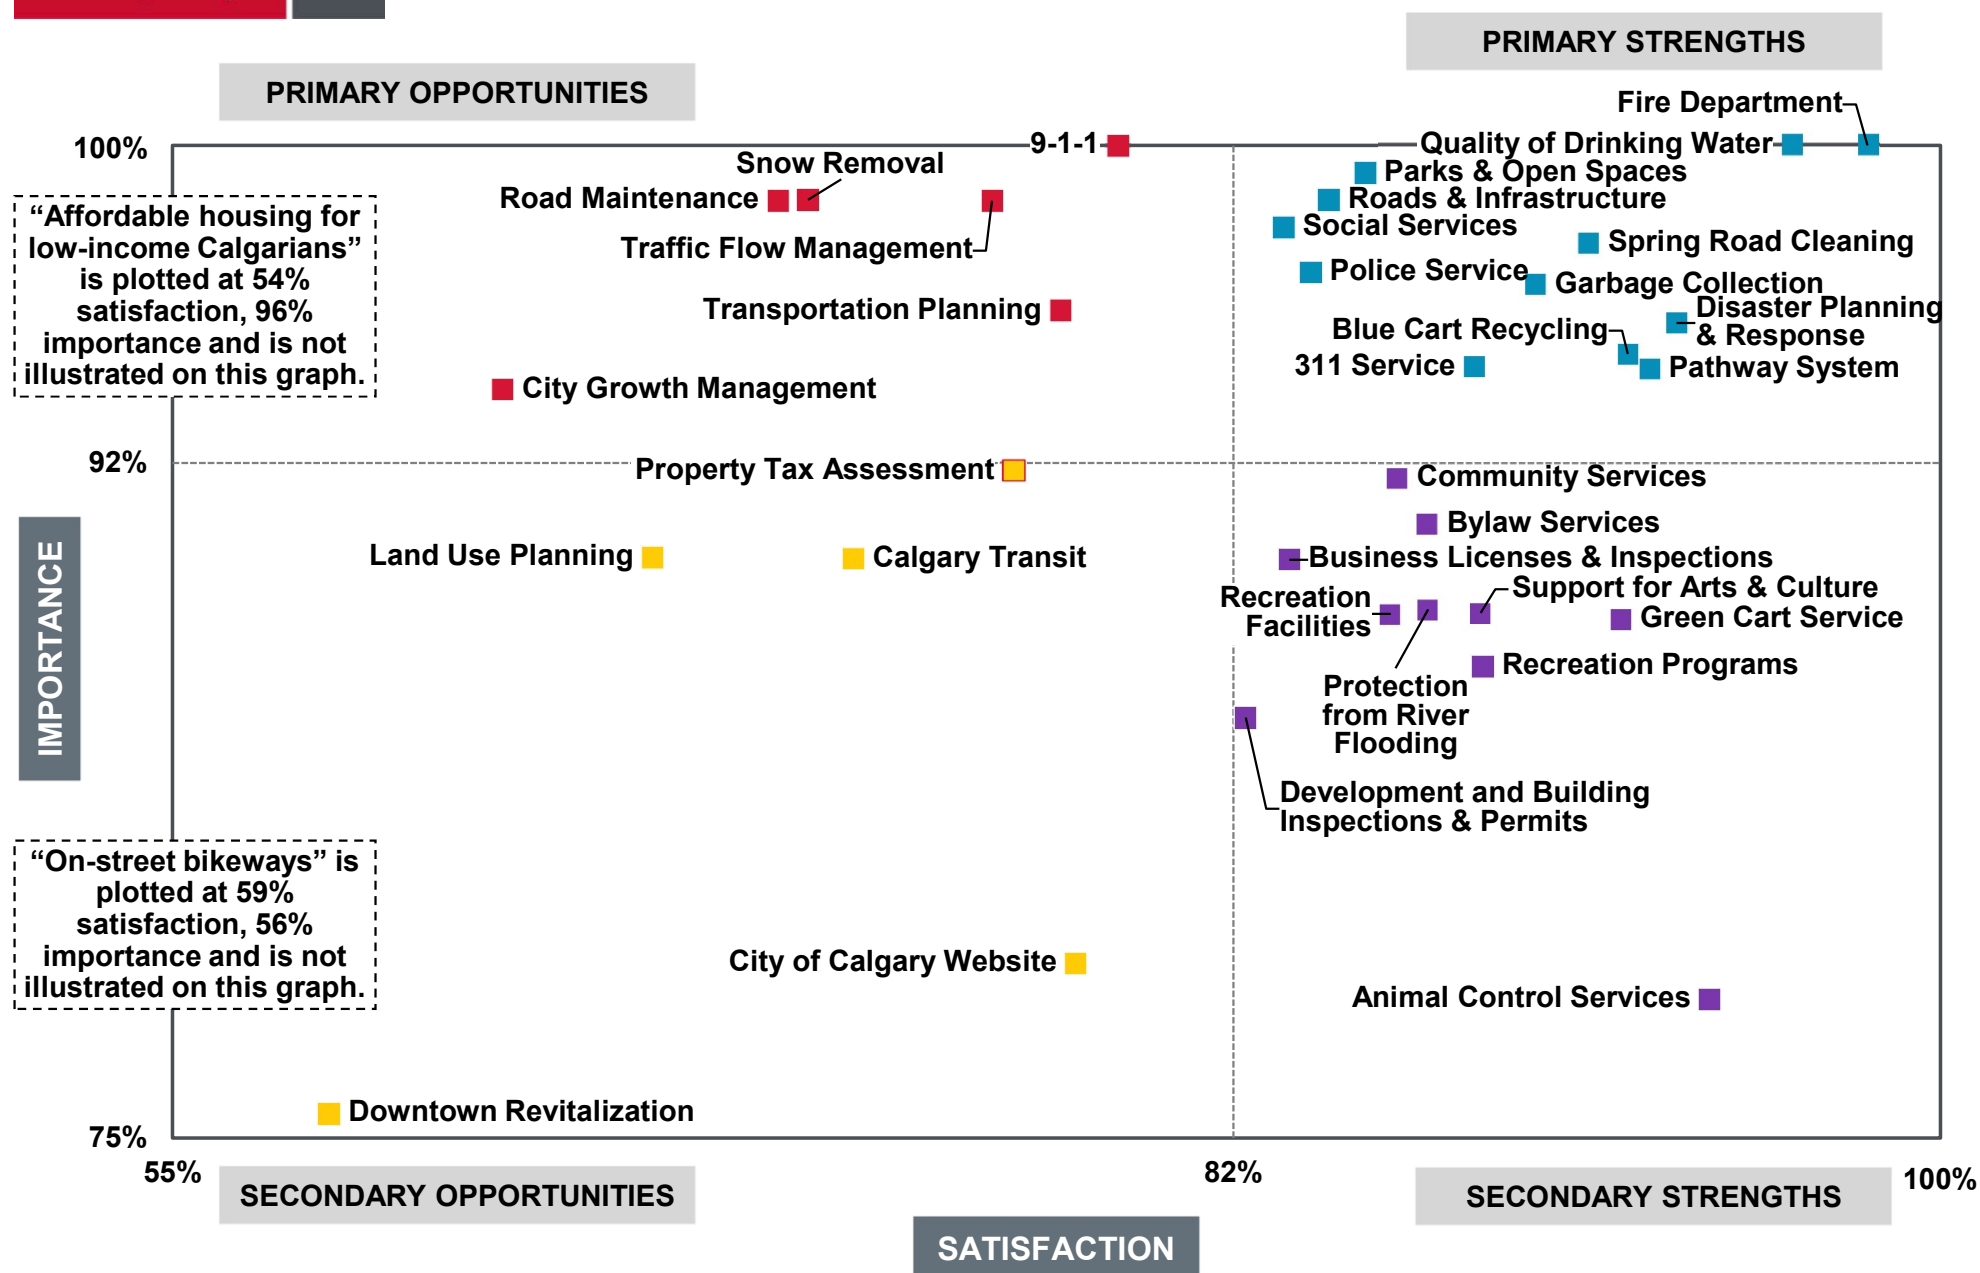 PRIMARY STRENGTHS
PRIMARY OPPORTUNITIES
Fire Department
100%
9-1-1
Quality of Drinking Water
Snow Removal
Parks & Open Spaces
Road Maintenance
Roads & Infrastructure
“Affordable housing for
low-income Calgarians”
is plotted at 54%
satisfaction, 96%
importance and is not
illustrated on this graph.
Social Services
Traffic Flow Management
Spring Road Cleaning
Police Service
Garbage Collection
Transportation Planning
Disaster Planning
& Response
Blue Cart Recycling
311 Service
Pathway System
City Growth Management
92%
Property Tax Assessment
Community Services
Bylaw Services
Land Use Planning
Calgary Transit
Business Licenses & Inspections
Support for Arts & Culture
Recreation
Facilities
Green Cart Service
IMPORTANCE
Recreation Programs
Protection
from River
Flooding
Development and Building
Inspections & Permits
“On-street bikeways” is
plotted at 59%
satisfaction, 56%
importance and is not
illustrated on this graph.
City of Calgary Website
Animal Control Services
Downtown Revitalization
75%
55%
82%
100%
SECONDARY OPPORTUNITIES
SECONDARY STRENGTHS
SATISFACTION